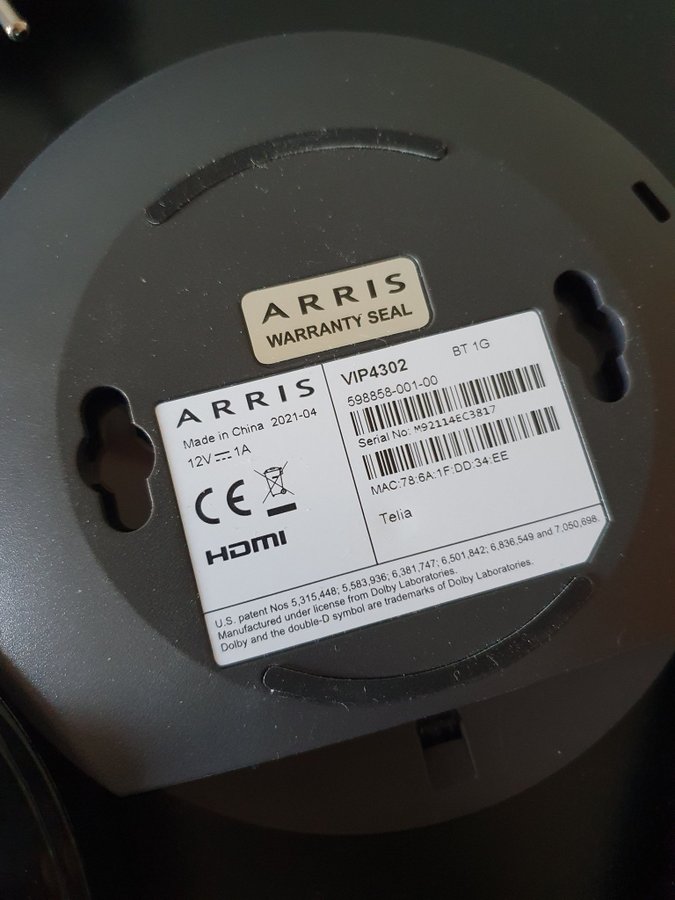 ARRIS
WARRANTY SEAL
ARRIS
Made in China 2021-04
12V⎓1A
CE
HDMI
VIP4302 BT 1G
598858-001-00
Serial No: M92114EC3817
MAC:78:6A:1F:DD:34:EE
Telia
U.S. patent Nos 5,315,448; 5,583,936; 6,381,747; 6,501,842; 6,836,549 and 7,050,698.
Manufactured under license from Dolby Laboratories.
Dolby and the double-D symbol are trademarks of Dolby Laboratories.